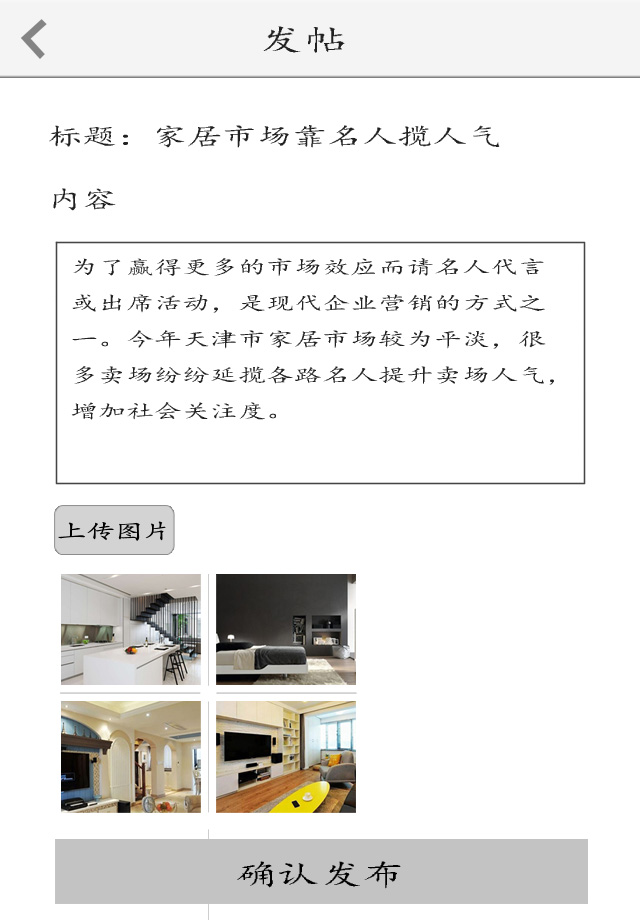 发帖
标题：家居市场靠名人揽人气
内容
为了赢得更多的市场效应而请名人代言
或出席活动，是现代企业营销的方式之
一。今年天津市家居市场较为平淡，很
多卖场纷纷延揽各路名人提升卖场人气，
增加社会关注度。
上传图片
确认发布